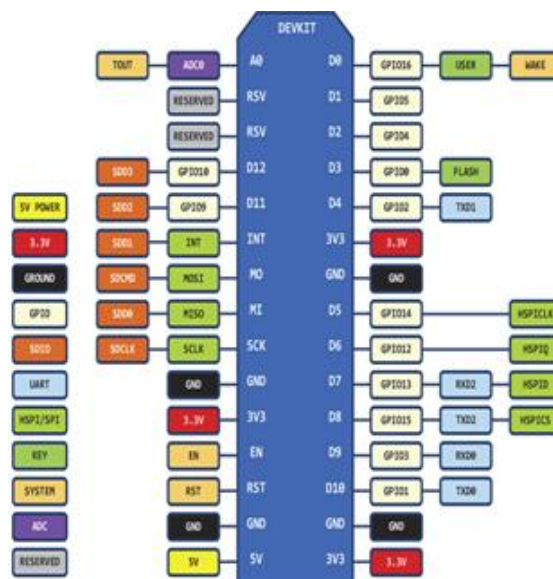 DEVKIT
TOUT ADC0 A0 D0 GPIO16 USER WAKE
RESERVED RSV D1 GPIO5
RESERVED RSV D2 GPIO4
SDD3 GPIO10 D12 D3 GPIO0 FLASH
5V POWER SDD2 GPIO9 D11 D4 GPIO2 TXD1
3.3V SDD1 INT INT 3V3 3.3V
GROUND SDCMD MOSI MO GND GND
GPIO SDD0 MISO MI D5 GPIO14 HSPICLK
SDIO SDCLK SCLK SCK D6 GPIO12 HSPIQ
UART GND GND D7 GPIO13 RXD2 HSPID
HSPI/SPI 3.3V 3V3 D8 GPIO15 TXD2 HSPICS
KEY EN EN D9 GPIO3 RXD0
SYSTEM RST RST D10 GPIO1 TXD0
ADC GND GND GND GND
RESERVED 5V 5V 3V3 3.3V